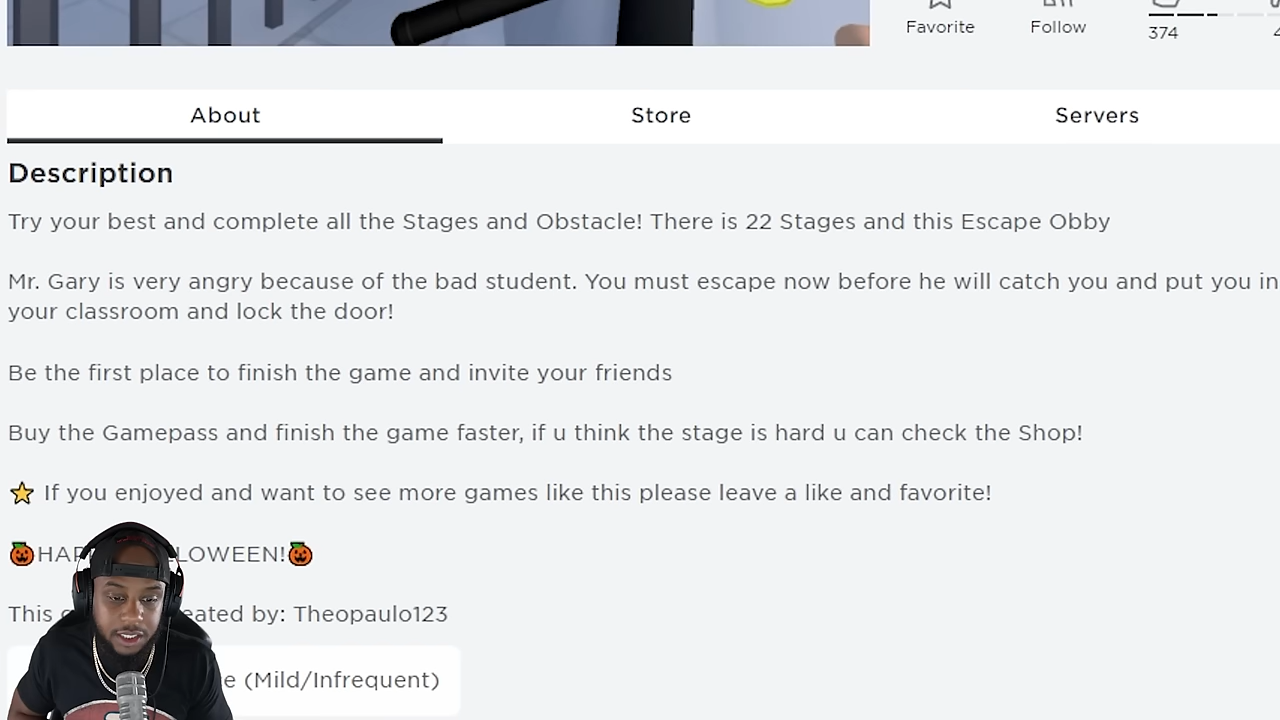 Favorite
Follow
374
About
Store
Servers
Description
Try your best and complete all the Stages and Obstacle! There is 22 Stages and this Escape Obby
Mr. Gary is very angry because of the bad student. You must escape now before he will catch you and put you in
your classroom and lock the door!
Be the first place to finish the game and invite your friends
Buy the Gamepass and finish the game faster, if u think the stage is hard u can check the Shop!
⭐ If you enjoyed and want to see more games like this please leave a like and favorite!
🎃HAP LLOWEEN!🎃
This eated by: Theopaulo123
(Mild/Infrequent)